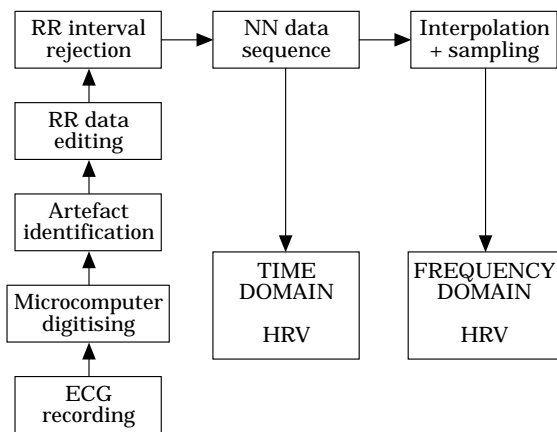 RR interval
rejection
NN data
sequence
Interpolation
+ sampling
RR data
editing
Artefact
identification
Microcomputer
digitising
ECG
recording
TIME
DOMAIN
HRV
FREQUENCY
DOMAIN
HRV